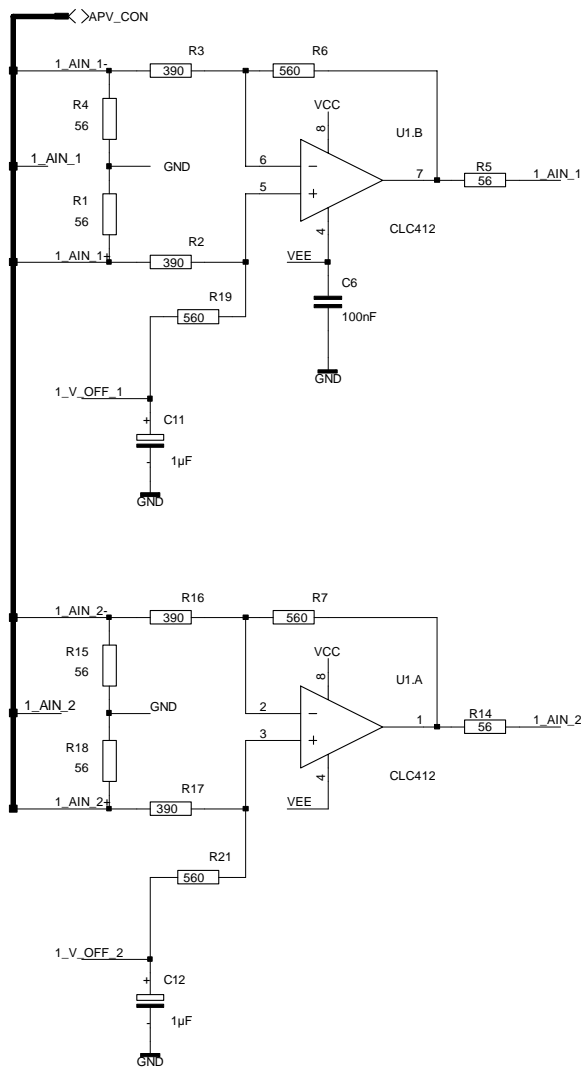 APV_CON
R3
R6
1_AIN_1-
390
560
VCC
R4
8
U1.B
56
1_AIN_1
GND
6
-
R5
1_AIN_1
5
+
7
56
R1
56
4
CLC412
R2
1_AIN_1+
390
VEE
C6
R19
100nF
560
GND
1_V_OFF_1
+
C11
-
1µF
GND
R16
R7
1_AIN_2-
390
560
VCC
R15
8
U1.A
56
1_AIN_2
GND
2
-
R14
1_AIN_2
3
+
1
56
R18
56
4
CLC412
R17
1_AIN_2+
390
VEE
R21
560
1_V_OFF_2
+
C12
-
1µF
GND